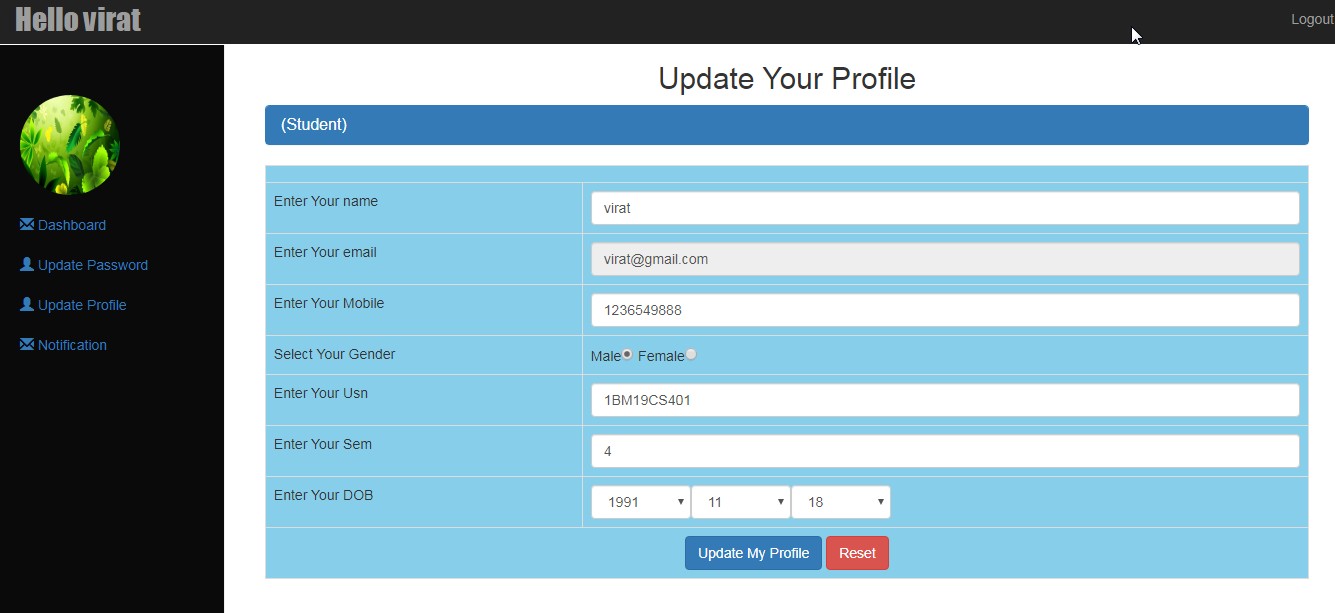 Hello virat
Logout
Dashboard
Update Password
Update Profile
Notification
Update Your Profile
(Student)
Enter Your name virat
Enter Your email virat@gmail.com
Enter Your Mobile 1236549888
Select Your Gender Male Female
Enter Your Usn 1BM19CS401
Enter Your Sem 4
Enter Your DOB 1991 11 18
Update My Profile Reset